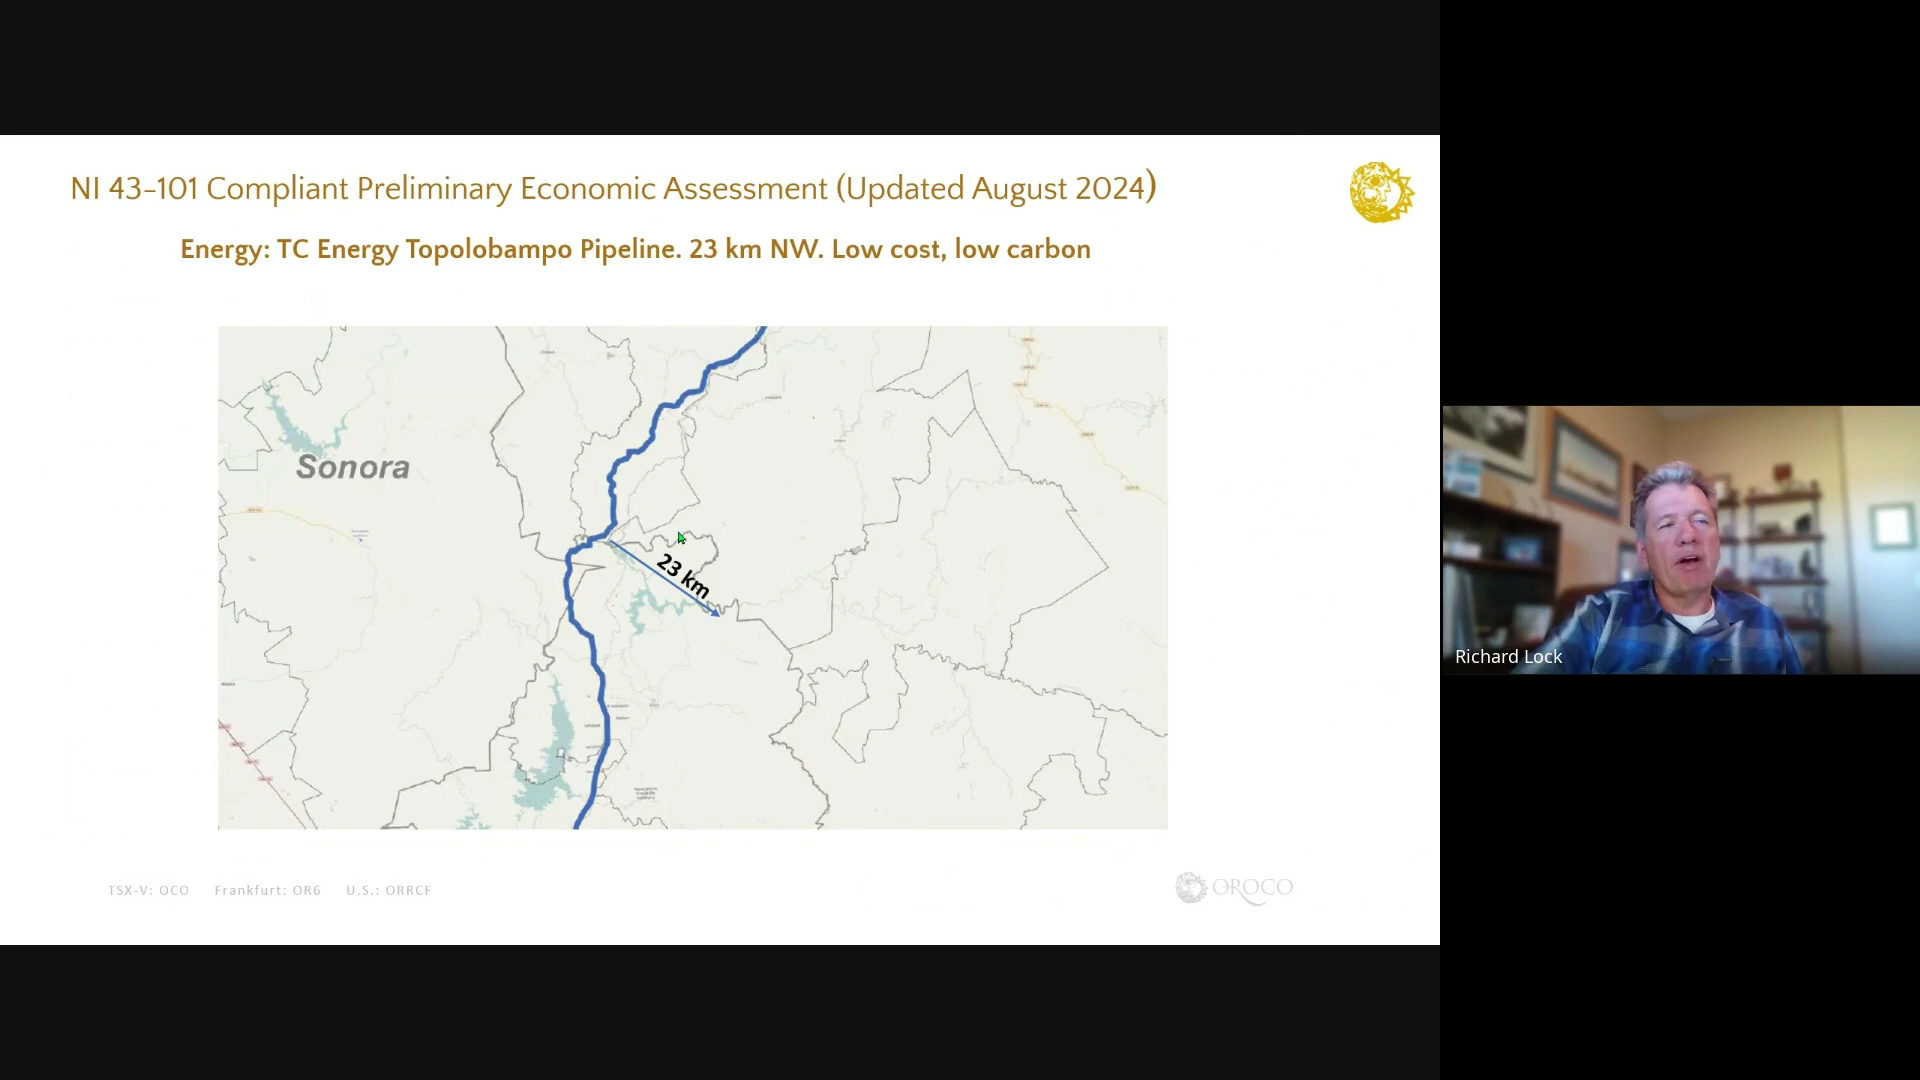 NI 43-101 Compliant Preliminary Economic Assessment (Updated August 2024)
Energy: TC Energy Topolobampo Pipeline. 23 km NW. Low cost, low carbon
Sonora
23 km
Richard Lock
TSX-V: OCO Frankfurt: OR6 U.S.: ORRCF
OROCO